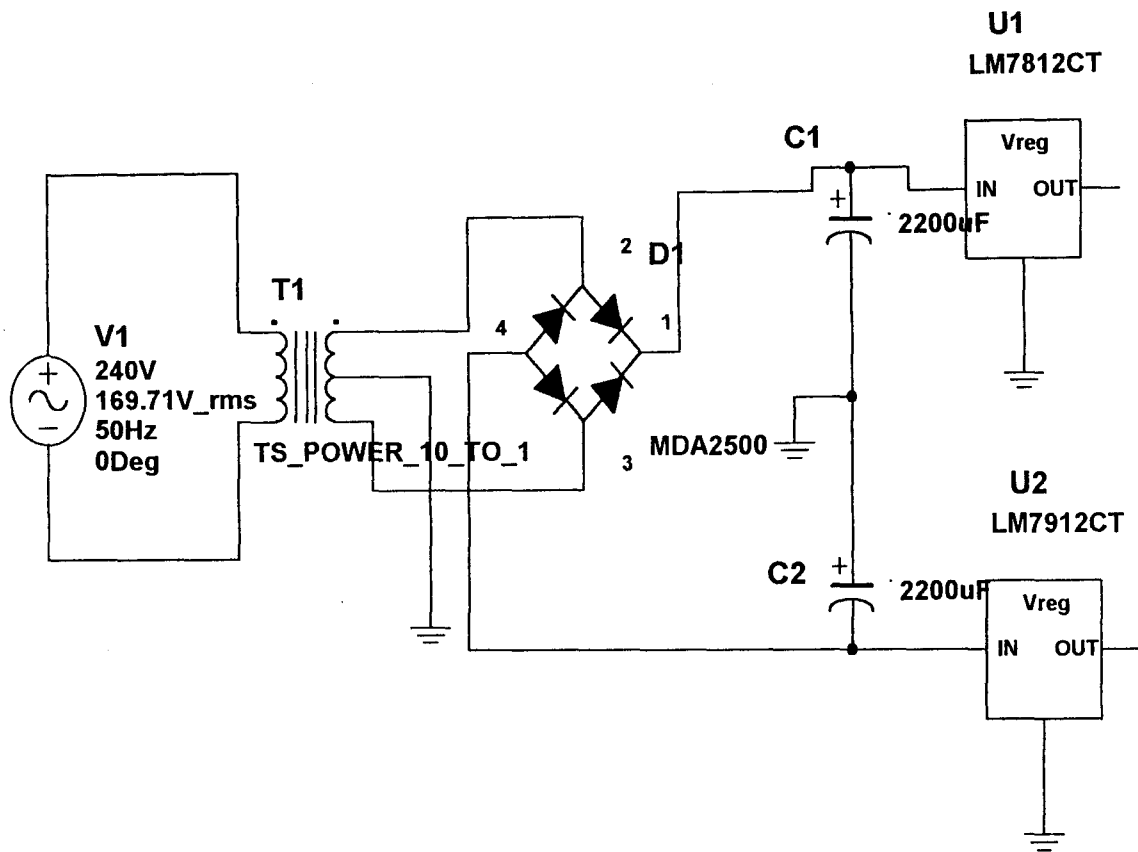 U1
LM7812CT
Vreg
IN OUT
C1
+
2200uF
2 D1
4
1
T1
V1
240V
169.71V_rms
50Hz
0Deg
+
TS_POWER_10_TO_1
3
MDA2500
U2
LM7912CT
C2
+
2200uF
Vreg
IN OUT